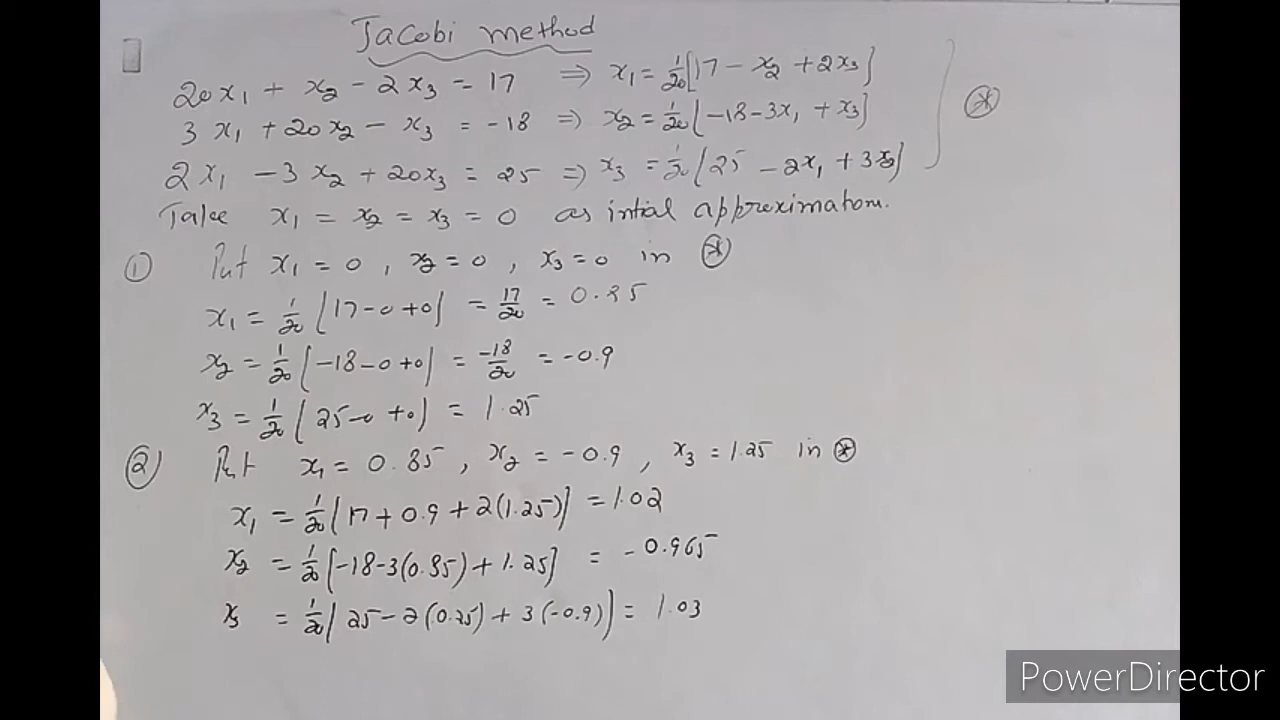 Jacobi method
20x₁ + x₂ - 2x₃ = 17 ⇒ x₁ = 1/20[17 - x₂ + 2x₃]
3x₁ + 20x₂ - x₃ = -18 ⇒ x₂ = 1/20[-18 - 3x₁ + x₃]
2x₁ - 3x₂ + 20x₃ = 25 ⇒ x₃ = 1/20[25 - 2x₁ + 3x₂]
⊛
Take x₁ = x₂ = x₃ = 0 as intial approximation.
① Put x₁ = 0, x₂ = 0, x₃ = 0 in ⊛
x₁ = 1/20[17 - 0 + 0] = 17/20 = 0.85
x₂ = 1/20[-18 - 0 + 0] = -18/20 = -0.9
x₃ = 1/20[25 - 0 + 0] = 1.25
② Put x₁ = 0.85, x₂ = -0.9, x₃ = 1.25 in ⊛
x₁ = 1/20[17 + 0.9 + 2(1.25)] = 1.02
x₂ = 1/20[-18 - 3(0.85) + 1.25] = -0.965
x₃ = 1/20[25 - 2(0.85) + 3(-0.9)] = 1.03
PowerDirector